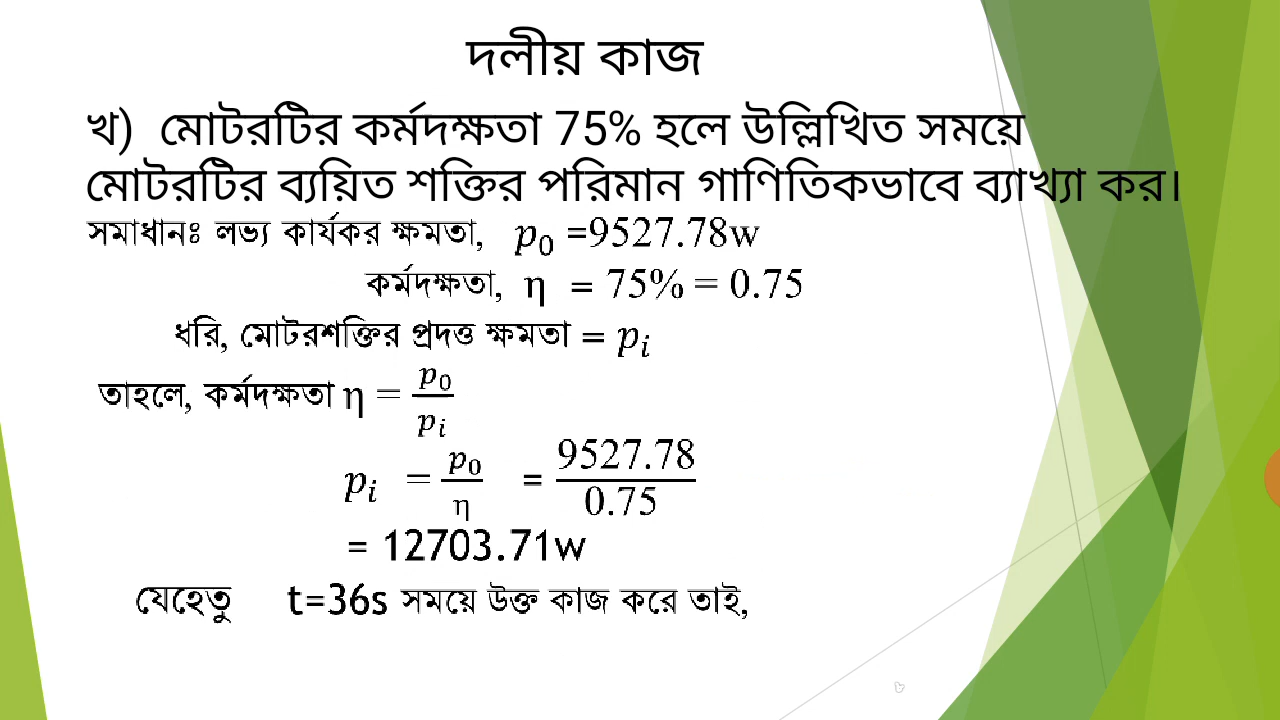 দলীয় কাজ
খ) মোটরটির কর্মদক্ষতা 75% হলে উল্লিখিত সময়ে
মোটরটির ব্যয়িত শক্তির পরিমান গাণিতিকভাবে ব্যাখ্যা কর।
সমাধানঃ লভ্য কার্যকর ক্ষমতা, p₀ =9527.78w
কর্মদক্ষতা, η = 75% = 0.75
ধরি, মোটরশক্তির প্রদত্ত ক্ষমতা = pᵢ
তাহলে, কর্মদক্ষতা η = p₀/pᵢ
pᵢ = p₀/η = 9527.78/0.75
= 12703.71w
যেহেতু t=36s সময়ে উক্ত কাজ করে তাই,